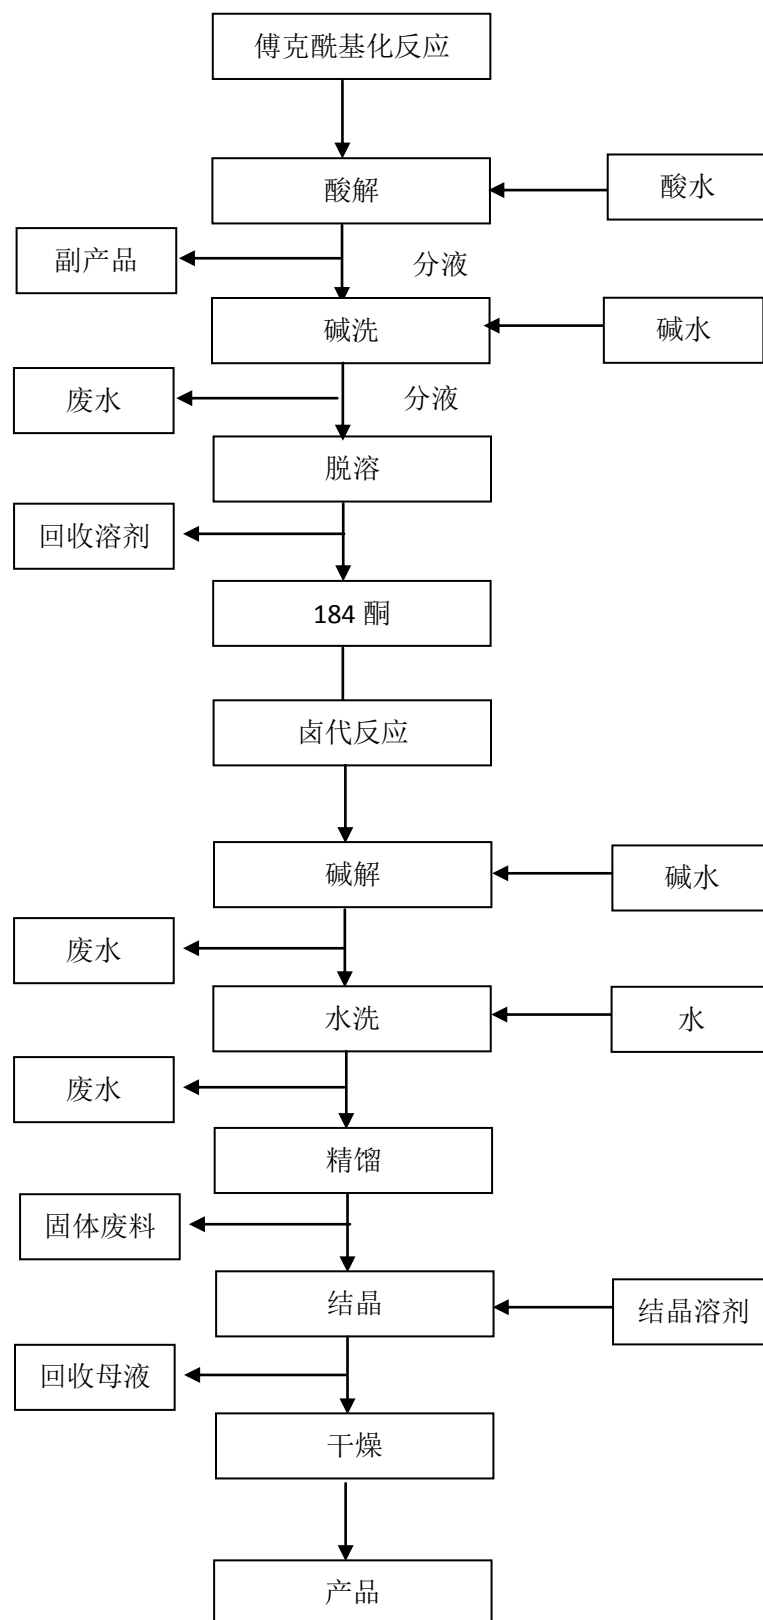 傅克酰基化反应
酸解
酸水
副产品
分液
碱洗
碱水
废水
分液
脱溶
回收溶剂
184 酮
卤代反应
碱解
碱水
废水
水洗
水
废水
精馏
固体废料
结晶
结晶溶剂
回收母液
干燥
产品